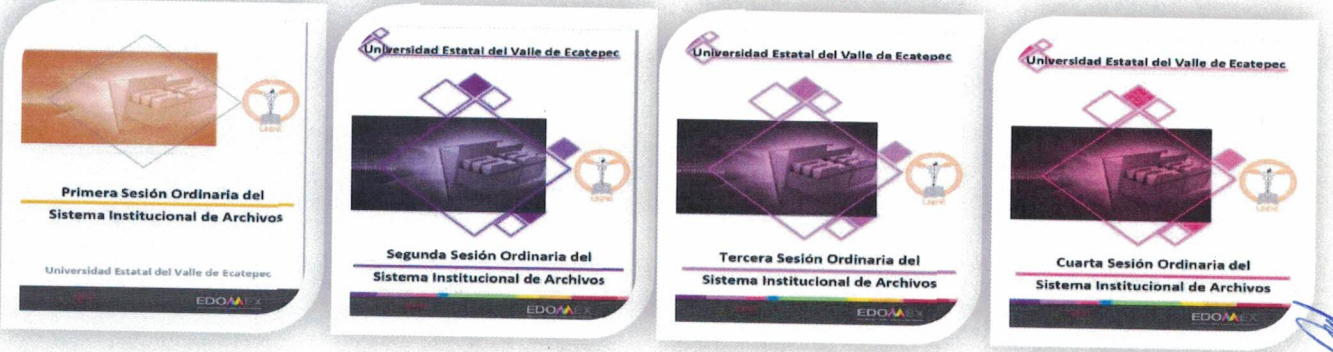 Primera Sesión Ordinaria del
Sistema Institucional de Archivos
Universidad Estatal del Valle de Ecatepec
EDOMEX
Universidad Estatal del Valle de Ecatepec
Segunda Sesión Ordinaria del
Sistema Institucional de Archivos
EDOMEX
Universidad Estatal del Valle de Ecatepec
Tercera Sesión Ordinaria del
Sistema Institucional de Archivos
EDOMEX
Universidad Estatal del Valle de Ecatepec
Cuarta Sesión Ordinaria del
Sistema Institucional de Archivos
EDOMEX